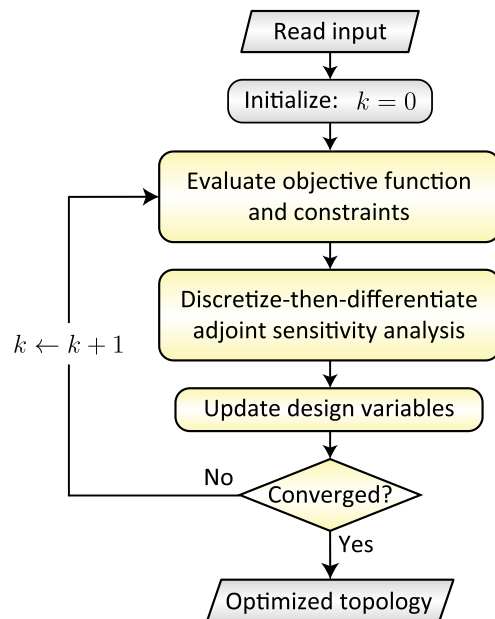 Read input
Initialize: k = 0
Evaluate objective function
and constraints
Discretize-then-differentiate
adjoint sensitivity analysis
k ← k + 1
Update design variables
No
Converged?
Yes
Optimized topology